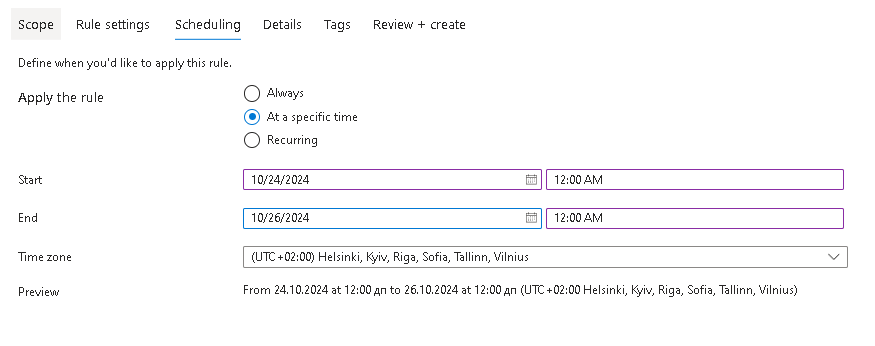 Scope Rule settings Scheduling Details Tags Review + create
Define when you'd like to apply this rule.
Apply the rule
Always
At a specific time
Recurring
Start 10/24/2024 12:00 AM
End 10/26/2024 12:00 AM
Time zone (UTC+02:00) Helsinki, Kyiv, Riga, Sofia, Tallinn, Vilnius
Preview From 24.10.2024 at 12:00 дп to 26.10.2024 at 12:00 дп (UTC+02:00 Helsinki, Kyiv, Riga, Sofia, Tallinn, Vilnius)